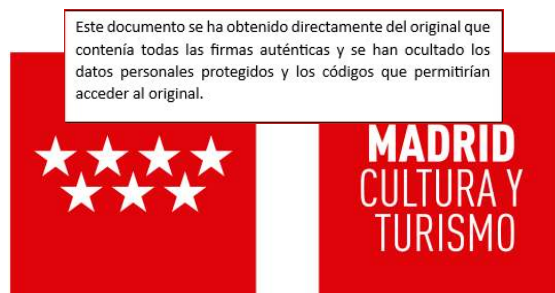 Este documento se ha obtenido directamente del original que
contenía todas las firmas auténticas y se han ocultado los
datos personales protegidos y los códigos que permitirían
acceder al original.
MADRID
CULTURA Y
TURISMO